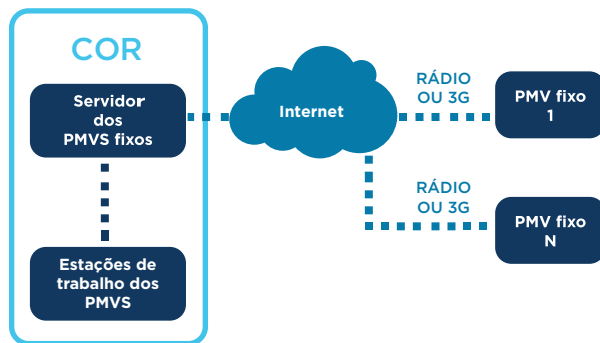 COR
Servidor
dos
PMVS fixos
Estações de
trabalho dos
PMVS
Internet
RÁDIO
OU 3G
PMV fixo
1
RÁDIO
OU 3G
PMV fixo
N